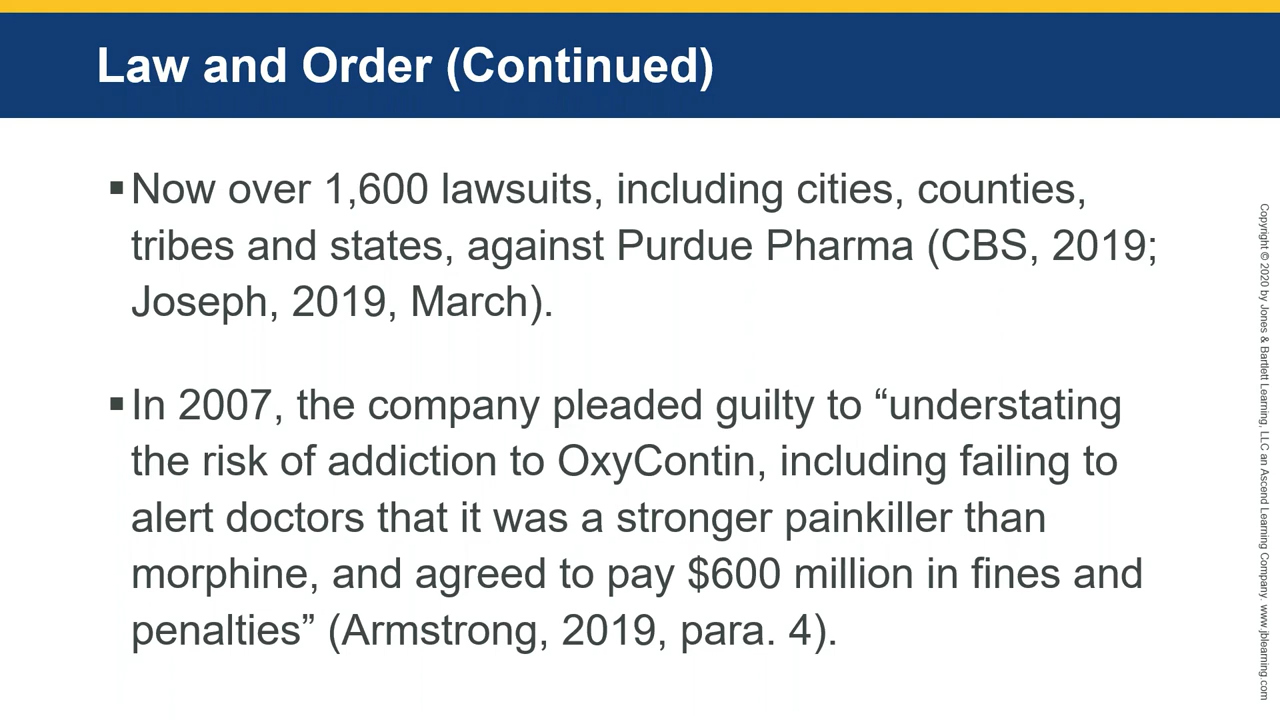 Law and Order (Continued)
▪Now over 1,600 lawsuits, including cities, counties,
tribes and states, against Purdue Pharma (CBS, 2019;
Joseph, 2019, March).
▪In 2007, the company pleaded guilty to “understating
the risk of addiction to OxyContin, including failing to
alert doctors that it was a stronger painkiller than
morphine, and agreed to pay $600 million in fines and
penalties” (Armstrong, 2019, para. 4).
Copyright © 2020 by Jones & Bartlett Learning, LLC an Ascend Learning Company. www.jblearning.com